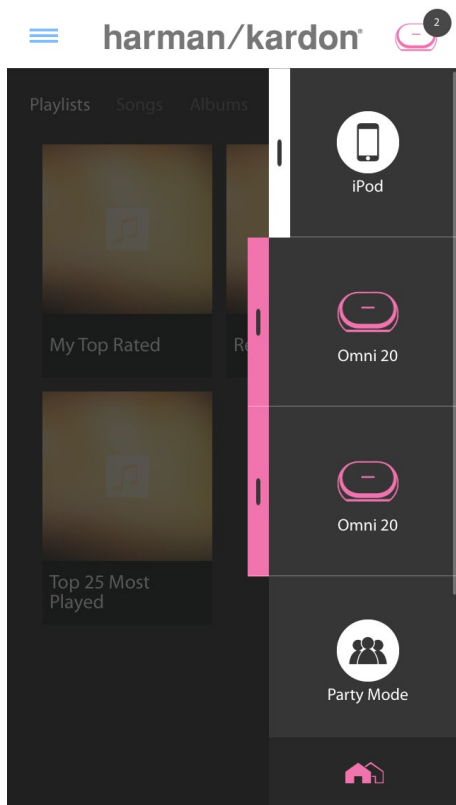 harman/kardon®
2
Playlists Songs Albums
iPod
My Top Rated
Omni 20
Omni 20
Top 25 Most
Played
Party Mode